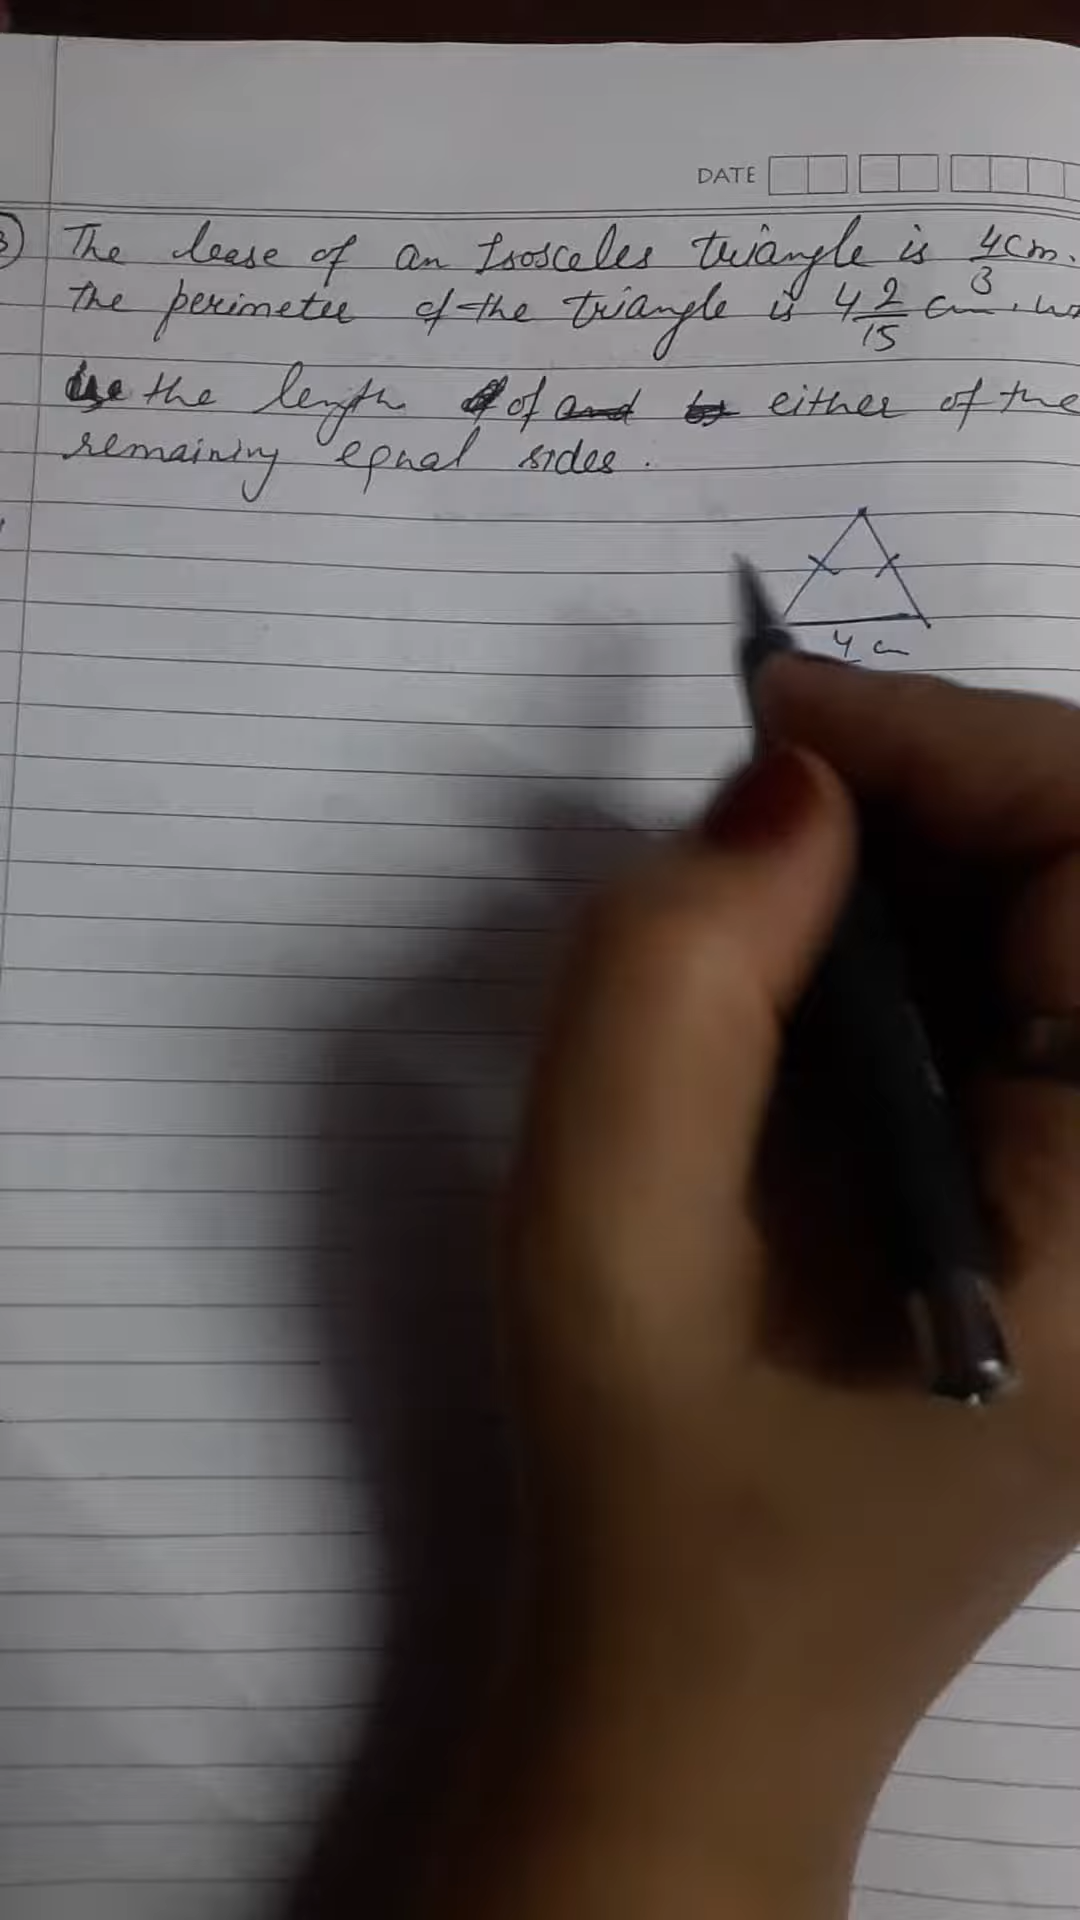 DATE
3 The base of an Isosceles triangle is 4/3 cm.
the perimeter of the triangle is 4 2/15 cm.
the length of either of the
remaining equal sides.
4 cm